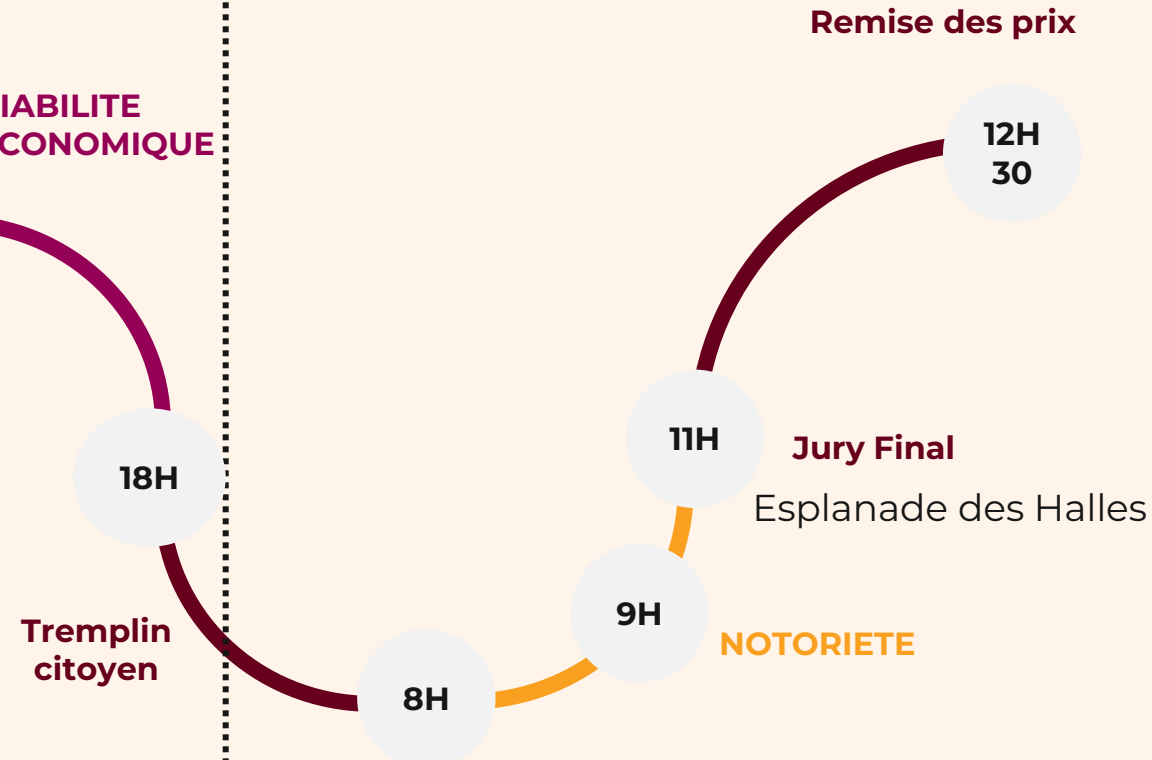 IABILITE
CONOMIQUE
18H
Tremplin
citoyen
8H
9H
NOTORIETE
11H
Jury Final
Esplanade des Halles
Remise des prix
12H
30